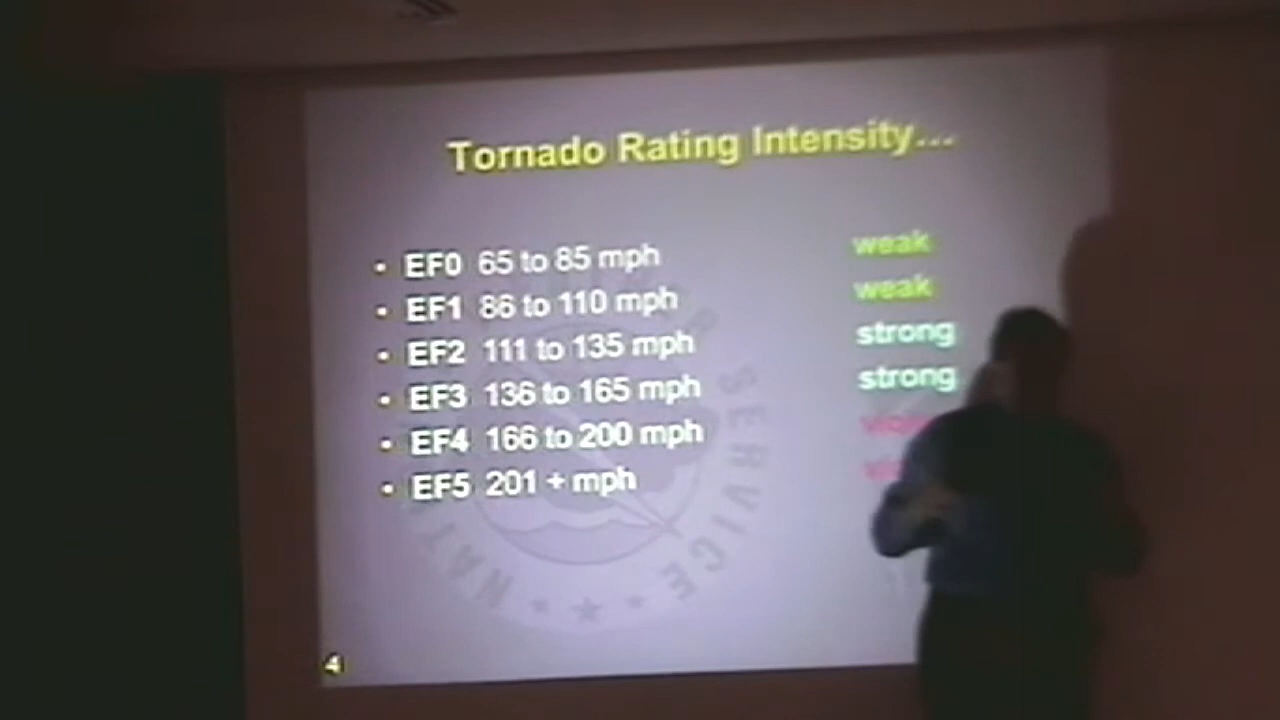 Tornado Rating Intensity...
• EF0 65 to 85 mph weak
• EF1 86 to 110 mph weak
• EF2 111 to 135 mph strong
• EF3 136 to 165 mph strong
• EF4 166 to 200 mph
• EF5 201 + mph
SERVICE
4